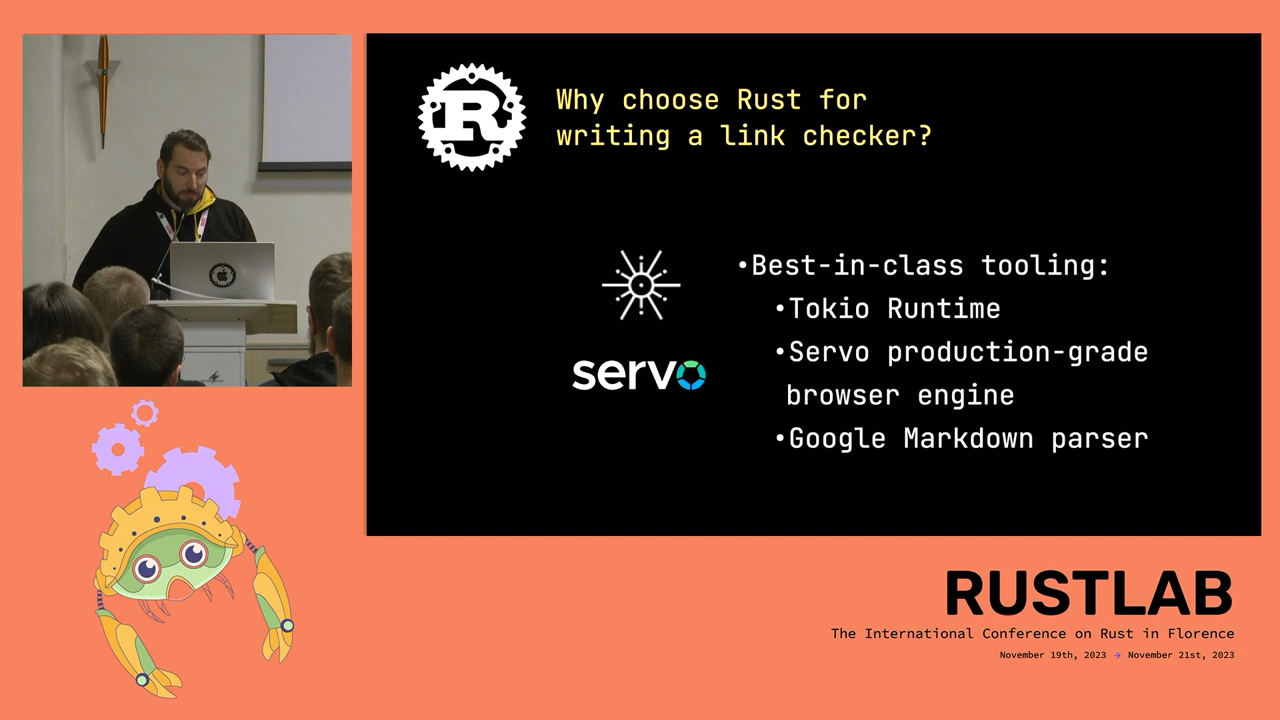 Why choose Rust for
writing a link checker?
•Best-in-class tooling:
•Tokio Runtime
•Servo production-grade
browser engine
•Google Markdown parser
servo
R
RUSTLAB
The International Conference on Rust in Florence
November 19th, 2023 → November 21st, 2023